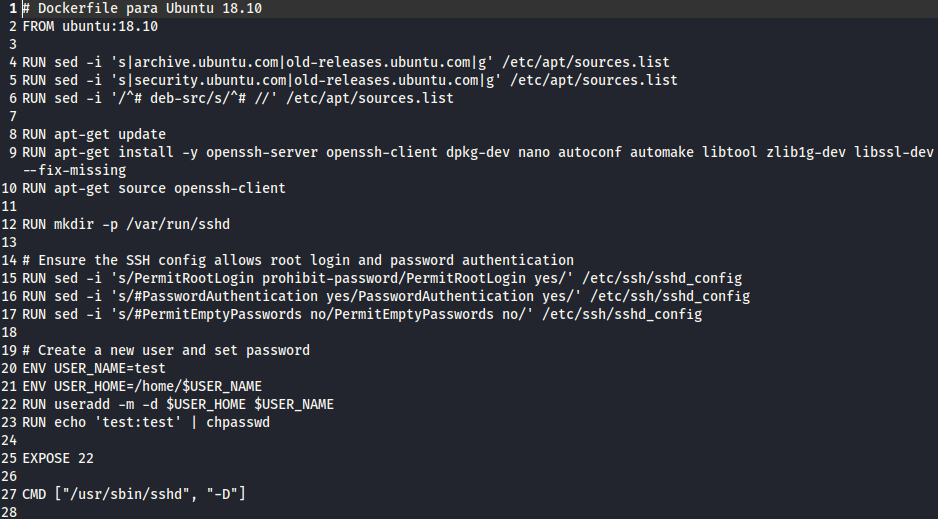 1 # Dockerfile para Ubuntu 18.10
2 FROM ubuntu:18.10
3
4 RUN sed -i 's|archive.ubuntu.com|old-releases.ubuntu.com|g' /etc/apt/sources.list
5 RUN sed -i 's|security.ubuntu.com|old-releases.ubuntu.com|g' /etc/apt/sources.list
6 RUN sed -i '/^# deb-src/s/^# //' /etc/apt/sources.list
7
8 RUN apt-get update
9 RUN apt-get install -y openssh-server openssh-client dpkg-dev nano autoconf automake libtool zlib1g-dev libssl-dev
--fix-missing
10 RUN apt-get source openssh-client
11
12 RUN mkdir -p /var/run/sshd
13
14 # Ensure the SSH config allows root login and password authentication
15 RUN sed -i 's/PermitRootLogin prohibit-password/PermitRootLogin yes/' /etc/ssh/sshd_config
16 RUN sed -i 's/#PasswordAuthentication yes/PasswordAuthentication yes/' /etc/ssh/sshd_config
17 RUN sed -i 's/#PermitEmptyPasswords no/PermitEmptyPasswords no/' /etc/ssh/sshd_config
18
19 # Create a new user and set password
20 ENV USER_NAME=test
21 ENV USER_HOME=/home/$USER_NAME
22 RUN useradd -m -d $USER_HOME $USER_NAME
23 RUN echo 'test:test' | chpasswd
24
25 EXPOSE 22
26
27 CMD ["/usr/sbin/sshd", "-D"]
28